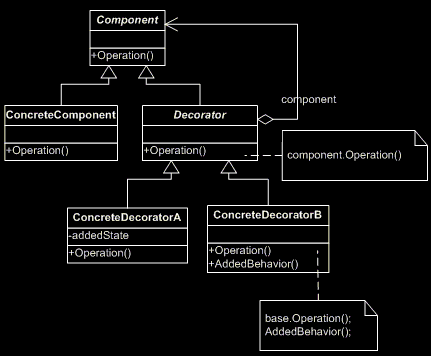 Component
+Operation()
component
ConcreteComponent
+Operation()
Decorator
+Operation()
component.Operation()
ConcreteDecoratorA
-addedState
+Operation()
ConcreteDecoratorB
+Operation()
+AddedBehavior()
base.Operation();
AddedBehavior();